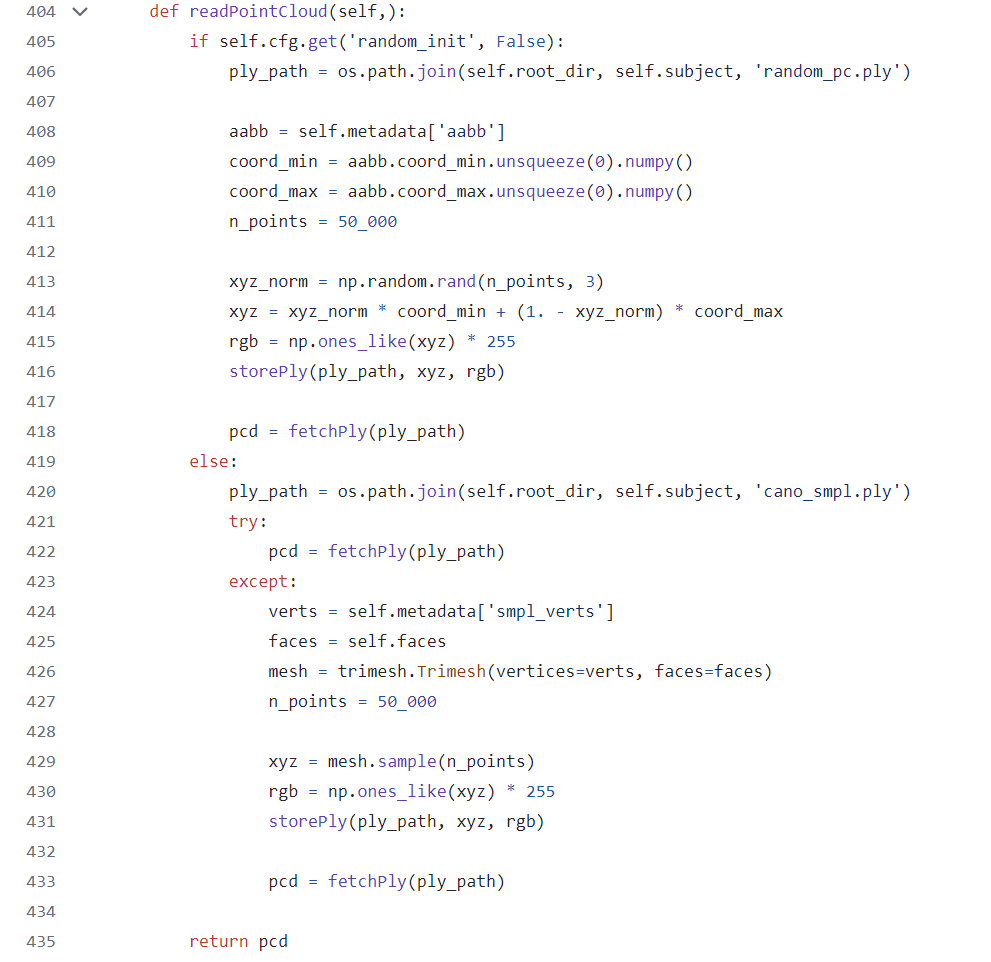 404 def readPointCloud(self,):
405     if self.cfg.get('random_init', False):
406         ply_path = os.path.join(self.root_dir, self.subject, 'random_pc.ply')
407
408         aabb = self.metadata['aabb']
409         coord_min = aabb.coord_min.unsqueeze(0).numpy()
410         coord_max = aabb.coord_max.unsqueeze(0).numpy()
411         n_points = 50_000
412
413         xyz_norm = np.random.rand(n_points, 3)
414         xyz = xyz_norm * coord_min + (1. - xyz_norm) * coord_max
415         rgb = np.ones_like(xyz) * 255
416         storePly(ply_path, xyz, rgb)
417
418         pcd = fetchPly(ply_path)
419     else:
420         ply_path = os.path.join(self.root_dir, self.subject, 'cano_smpl.ply')
421         try:
422             pcd = fetchPly(ply_path)
423         except:
424             verts = self.metadata['smpl_verts']
425             faces = self.faces
426             mesh = trimesh.Trimesh(vertices=verts, faces=faces)
427             n_points = 50_000
428
429             xyz = mesh.sample(n_points)
430             rgb = np.ones_like(xyz) * 255
431             storePly(ply_path, xyz, rgb)
432
433             pcd = fetchPly(ply_path)
434
435     return pcd